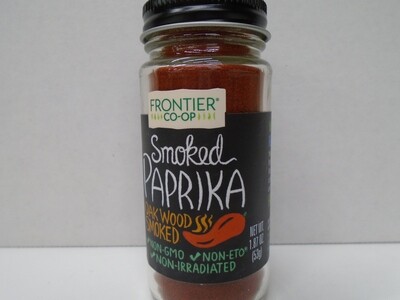 FRONTIER®
CO-OP
Smoked
PAPRIKA
OAK WOOD
SMOKED
✓NON-GMO ✓NON-ETO*
✓NON-IRRADIATED
NET WT.
1.87 OZ.
(53g)